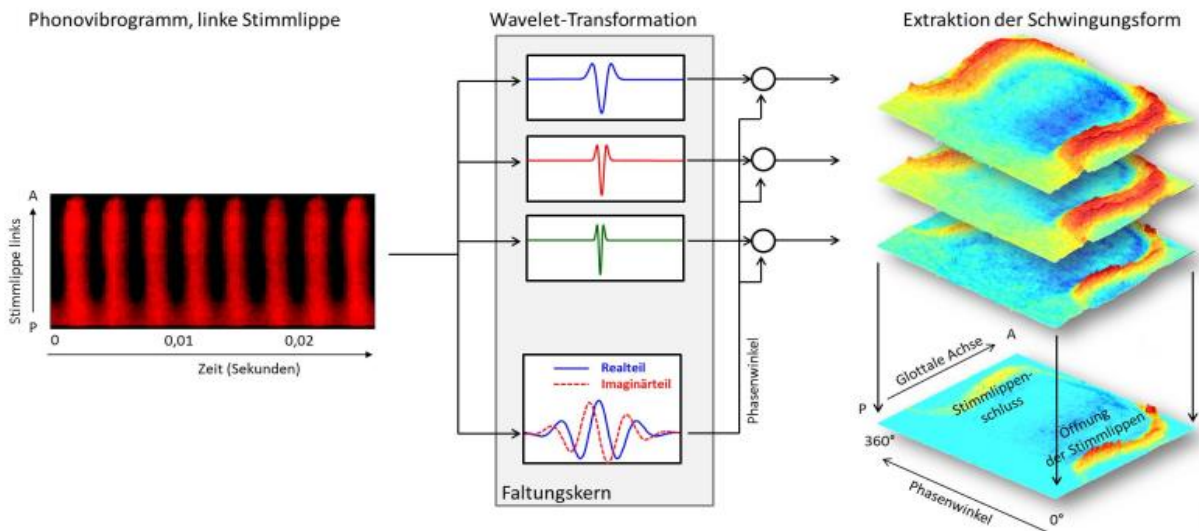 Phonovibrogramm, linke Stimmlippe
Wavelet-Transformation
Extraktion der Schwingungsform
A
Stimmlippe links
P
0
0,01
0,02
Zeit (Sekunden)
Realteil
Imaginärteil
Faltungskern
Phasenwinkel
A
Glottale Achse
P
Stimmlippen-
schluss
Öffnung
der Stimmlippen
360°
Phasenwinkel
0°